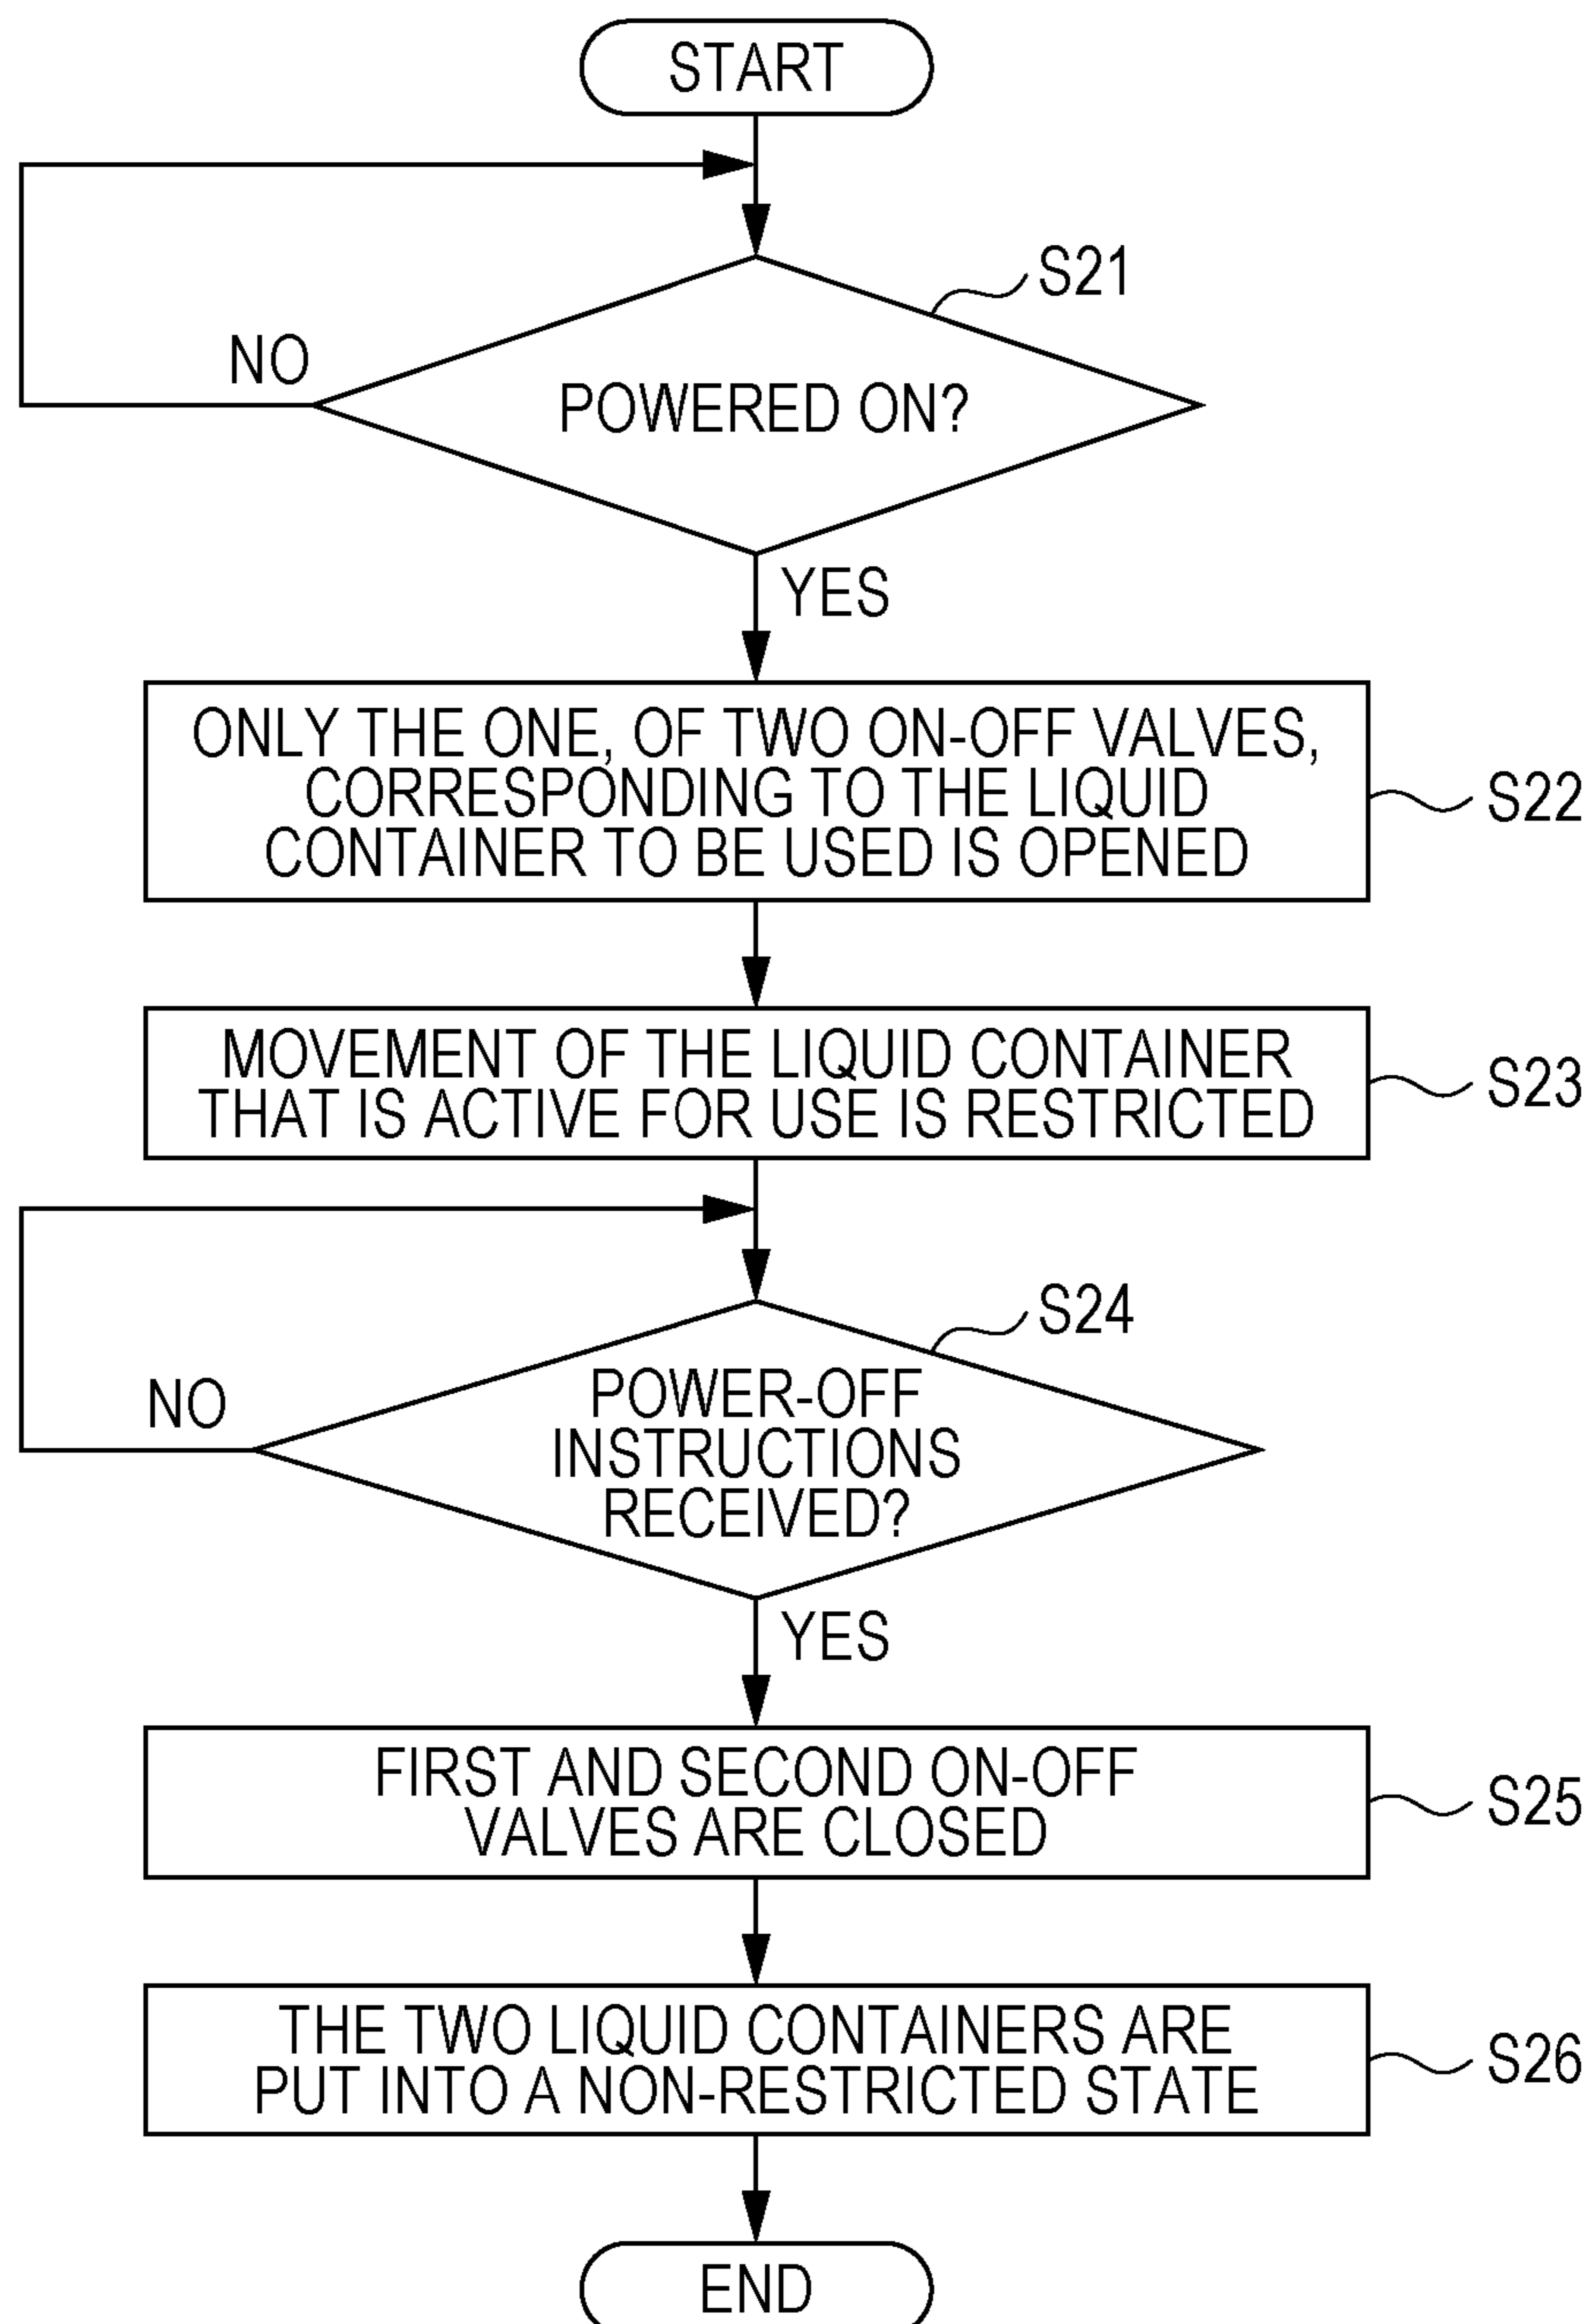 START
S21
NO
POWERED ON?
YES
ONLY THE ONE, OF TWO ON-OFF VALVES,
CORRESPONDING TO THE LIQUID
CONTAINER TO BE USED IS OPENED
S22
MOVEMENT OF THE LIQUID CONTAINER
THAT IS ACTIVE FOR USE IS RESTRICTED
S23
S24
NO
POWER-OFF
INSTRUCTIONS
RECEIVED?
YES
FIRST AND SECOND ON-OFF
VALVES ARE CLOSED
S25
THE TWO LIQUID CONTAINERS ARE
PUT INTO A NON-RESTRICTED STATE
S26
END